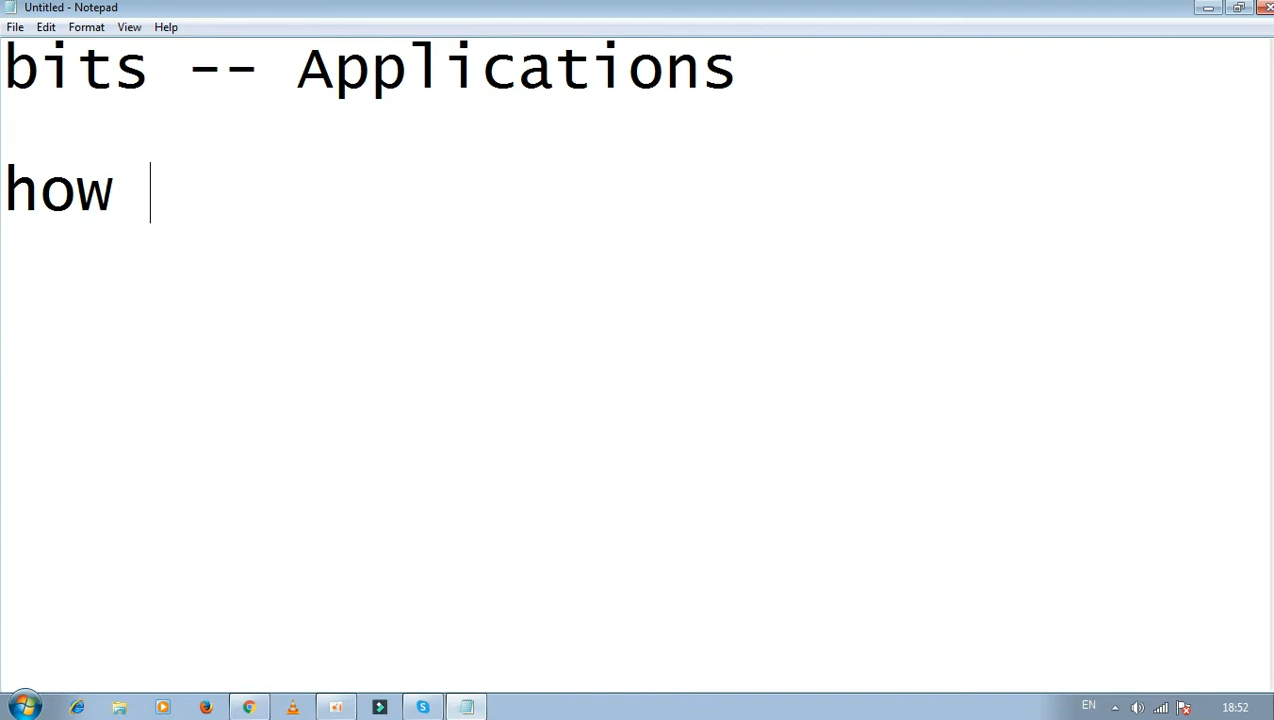 Untitled - Notepad
File Edit Format View Help
bits -- Applications
how
EN 18:52